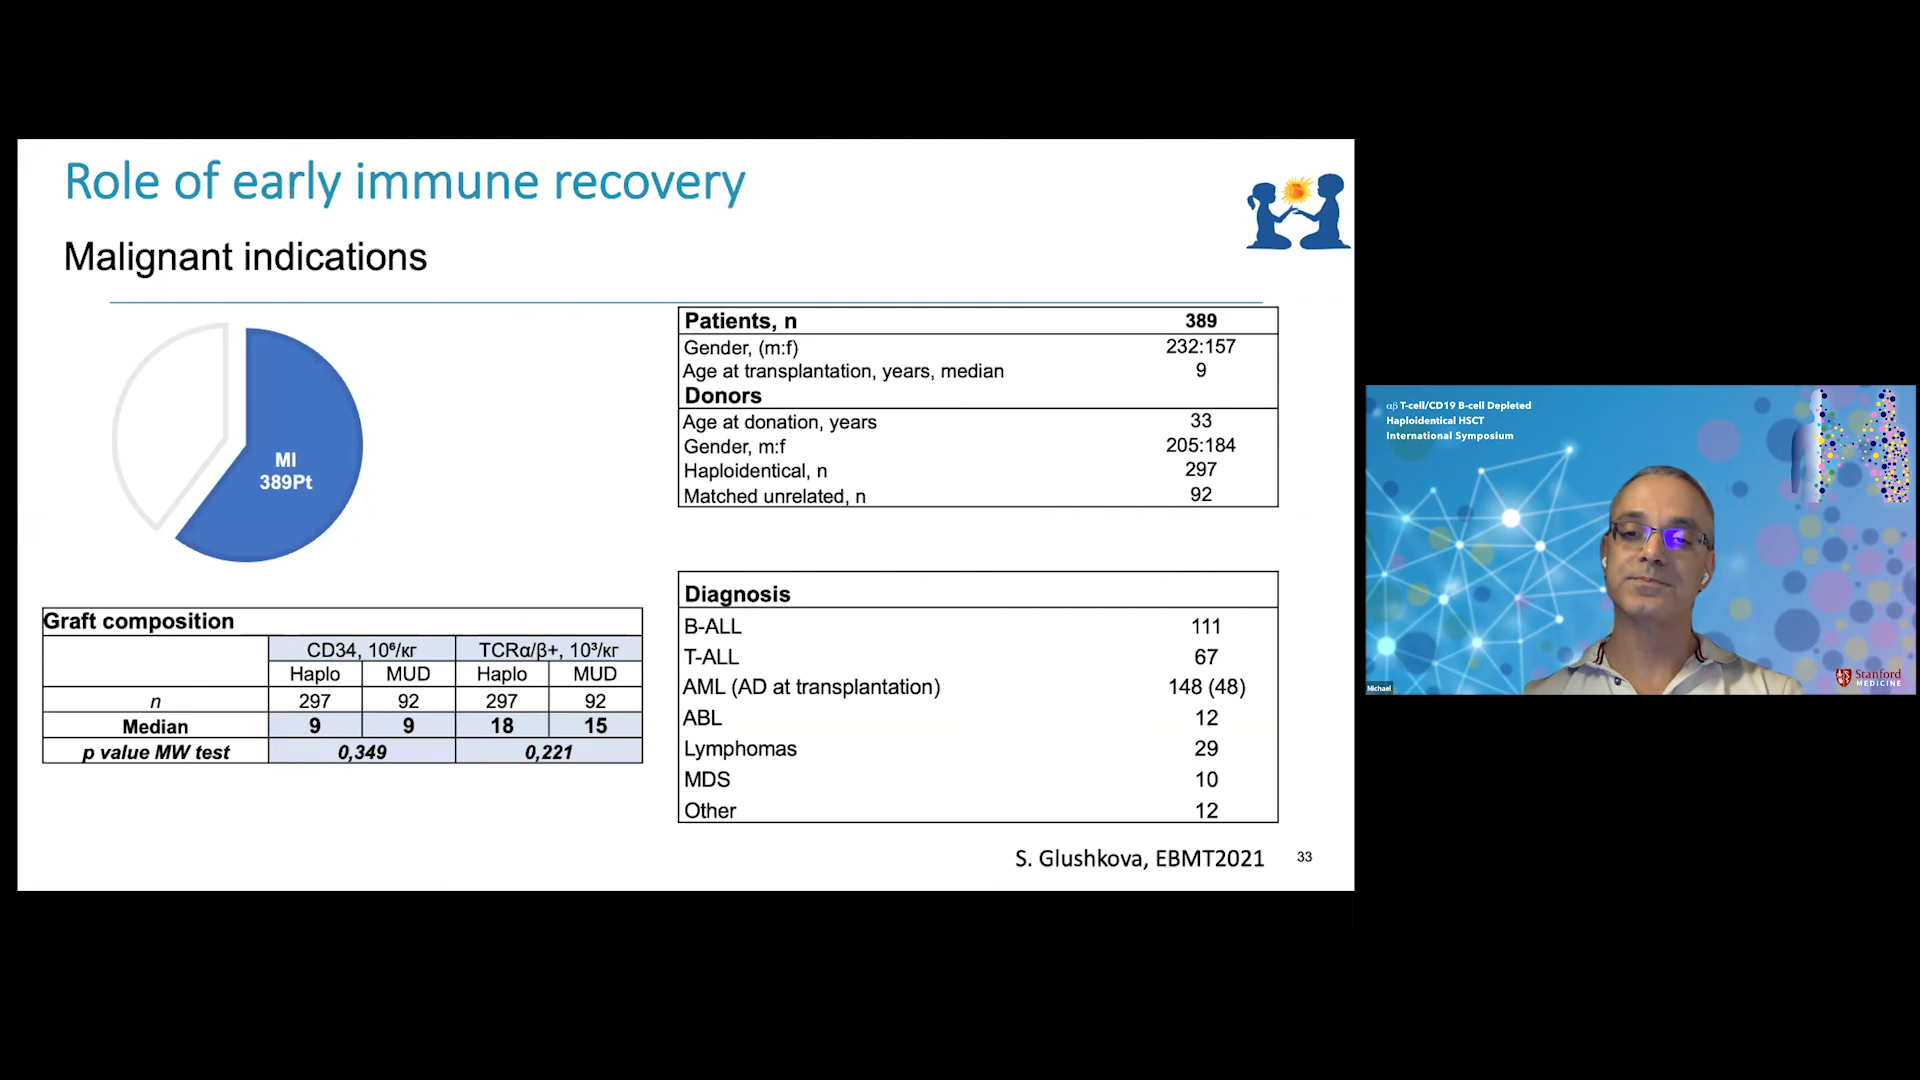 Role of early immune recovery
Malignant indications
MI
389Pt
Patients, n 389
Gender, (m:f) 232:157
Age at transplantation, years, median 9
Donors
Age at donation, years 33
Gender, m:f 205:184
Haploidentical, n 297
Matched unrelated, n 92
Graft composition
CD34, 10⁶/кг TCRα/β+, 10³/кг
Haplo MUD Haplo MUD
n 297 92 297 92
Median 9 9 18 15
p value MW test 0,349 0,221
Diagnosis
B-ALL 111
T-ALL 67
AML (AD at transplantation) 148 (48)
ABL 12
Lymphomas 29
MDS 10
Other 12
S. Glushkova, EBMT2021 33
αβ T-cell/CD19 B-cell Depleted
Haploidentical HSCT
International Symposium
Stanford
MEDICINE
Michael